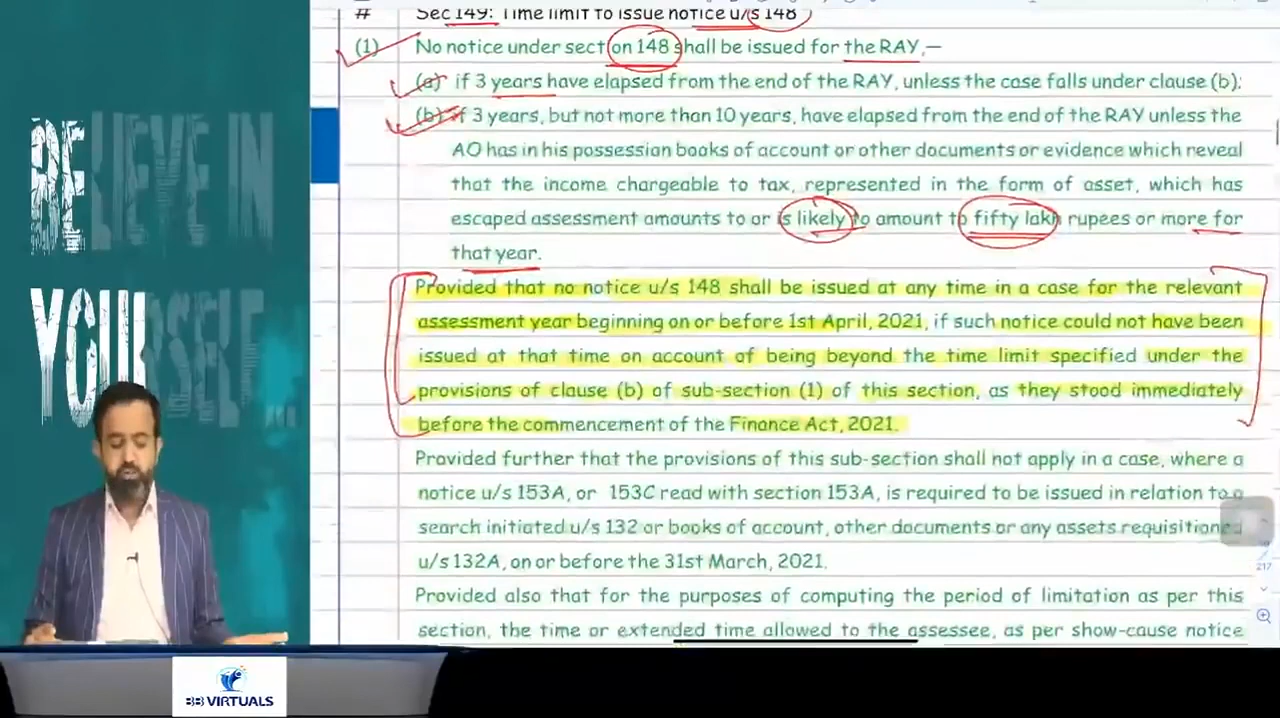 # Sec 149: Time limit to issue notice u/s 148
(1) No notice under section 148 shall be issued for the RAY,—
(a) if 3 years have elapsed from the end of the RAY, unless the case falls under clause (b);
(b) if 3 years, but not more than 10 years, have elapsed from the end of the RAY unless the
AO has in his possession books of account or other documents or evidence which reveal
that the income chargeable to tax, represented in the form of asset, which has
escaped assessment amounts to or is likely to amount to fifty lakh rupees or more for
that year.
Provided that no notice u/s 148 shall be issued at any time in a case for the relevant
assessment year beginning on or before 1st April, 2021, if such notice could not have been
issued at that time on account of being beyond the time limit specified under the
provisions of clause (b) of sub-section (1) of this section, as they stood immediately
before the commencement of the Finance Act, 2021.
Provided further that the provisions of this sub-section shall not apply in a case, where a
notice u/s 153A, or 153C read with section 153A, is required to be issued in relation to a
search initiated u/s 132 or books of account, other documents or any assets requisitioned
u/s 132A, on or before the 31st March, 2021.
Provided also that for the purposes of computing the period of limitation as per this
section, the time or extended time allowed to the assessee, as per show-cause notice
BELIEVE IN
YOURSELF...
217
BB VIRTUALS